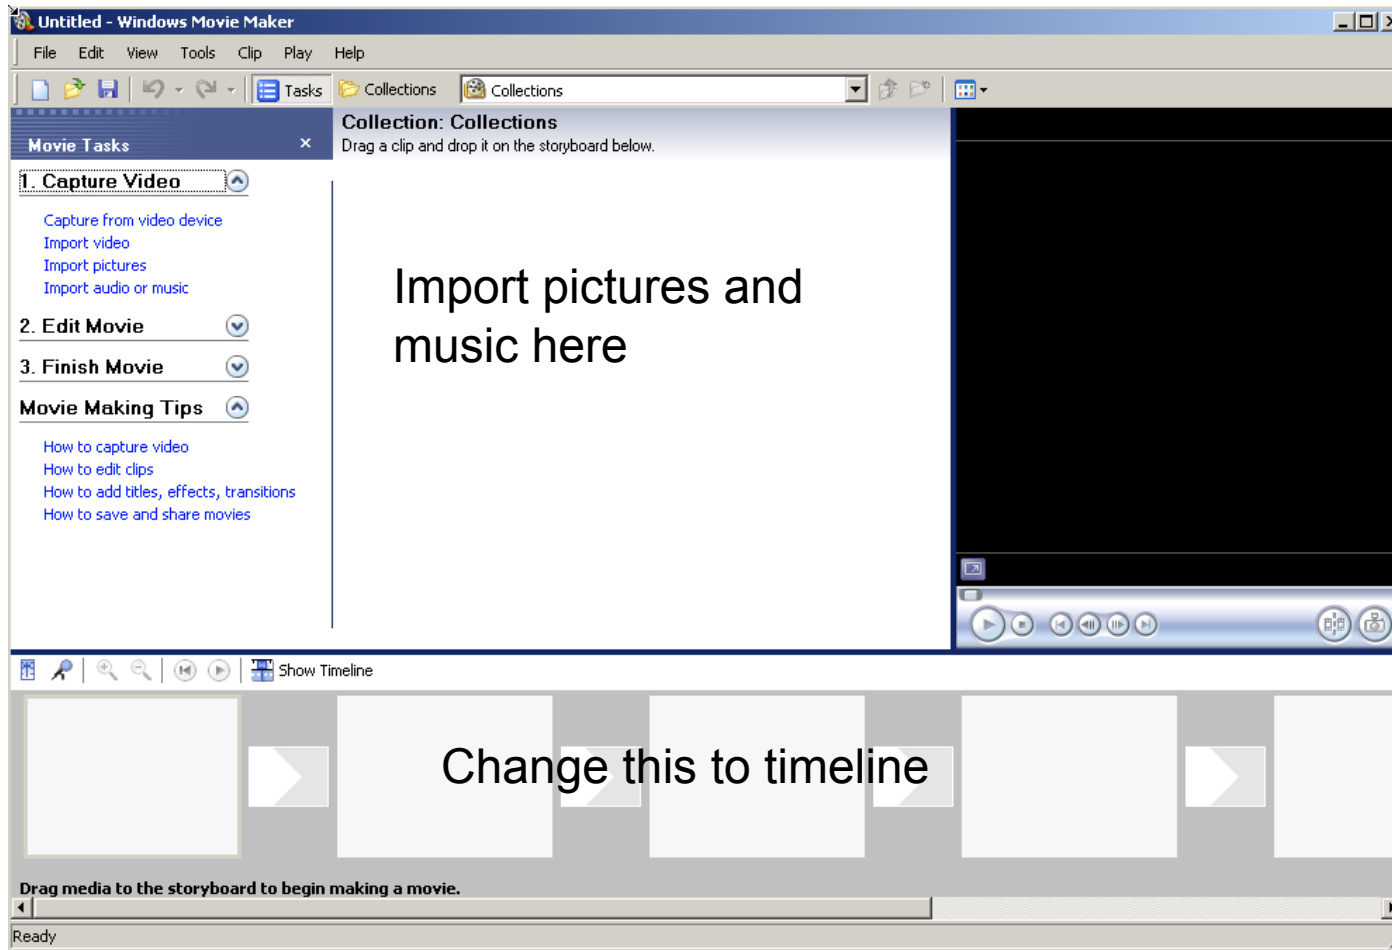 Untitled - Windows Movie Maker
File Edit View Tools Clip Play Help
Tasks Collections Collections
Movie Tasks
Collection: Collections
Drag a clip and drop it on the storyboard below.
1. Capture Video
Capture from video device
Import video
Import pictures
Import audio or music
2. Edit Movie
3. Finish Movie
Movie Making Tips
How to capture video
How to edit clips
How to add titles, effects, transitions
How to save and share movies
Import pictures and
music here
Show Timeline
Change this to timeline
Drag media to the storyboard to begin making a movie.
Ready